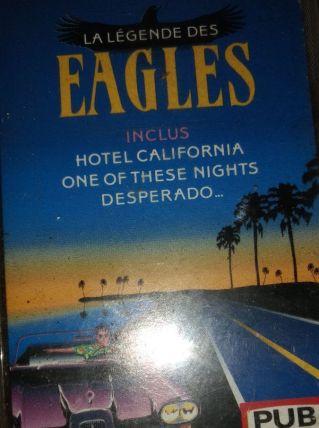 LA LÉGENDE DES
EAGLES
INCLUS
HOTEL CALIFORNIA
ONE OF THESE NIGHTS
DESPERADO...
PUB